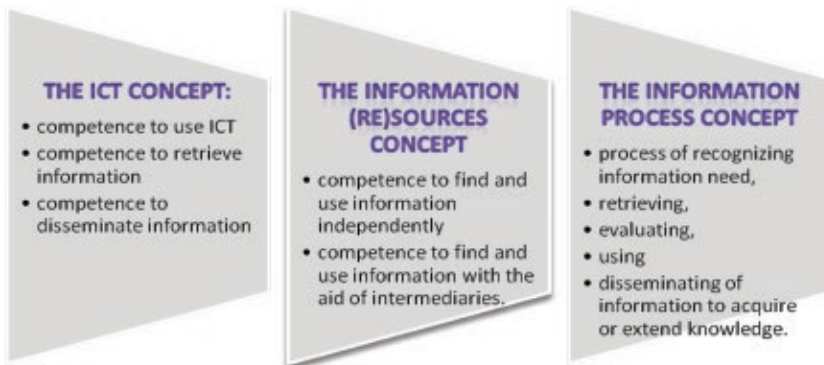 THE ICT CONCEPT:
• competence to use ICT
• competence to retrieve
information
• competence to
disseminate information
THE INFORMATION
(RE)SOURCES
CONCEPT
• competence to find and
use information
independently
• competence to find and
use information with the
aid of intermediaries.
THE INFORMATION
PROCESS CONCEPT
• process of recognizing
information need,
• retrieving,
• evaluating,
• using
• disseminating of
information to acquire
or extend knowledge.